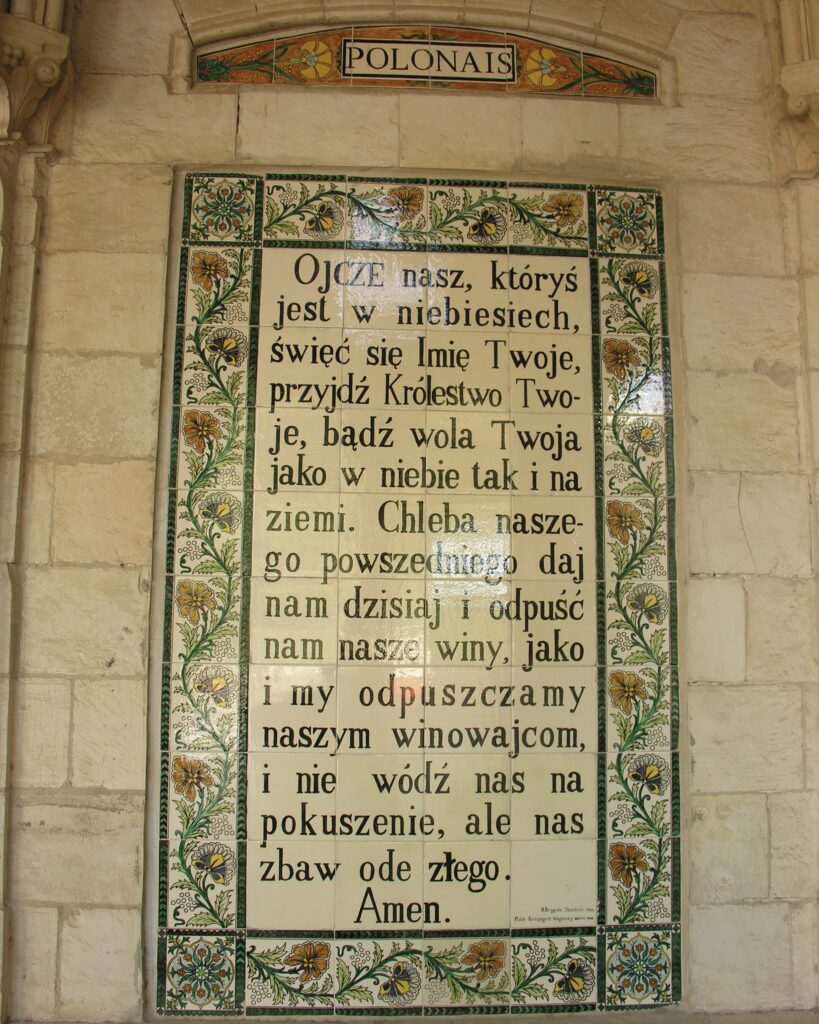 POLONAIS
OJCZE nasz, któryś
jest w niebiesiech,
święć się Imię Twoje,
przyjdź Królestwo Two-
je, bądź wola Twoja
jako w niebie tak i na
ziemi. Chleba nasze-
go powszedniego daj
nam dzisiaj i odpuść
nam nasze winy, jako
i my odpuszczamy
naszym winowajcom,
i nie wódź nas na
pokuszenie, ale nas
zbaw ode złego.
Amen.